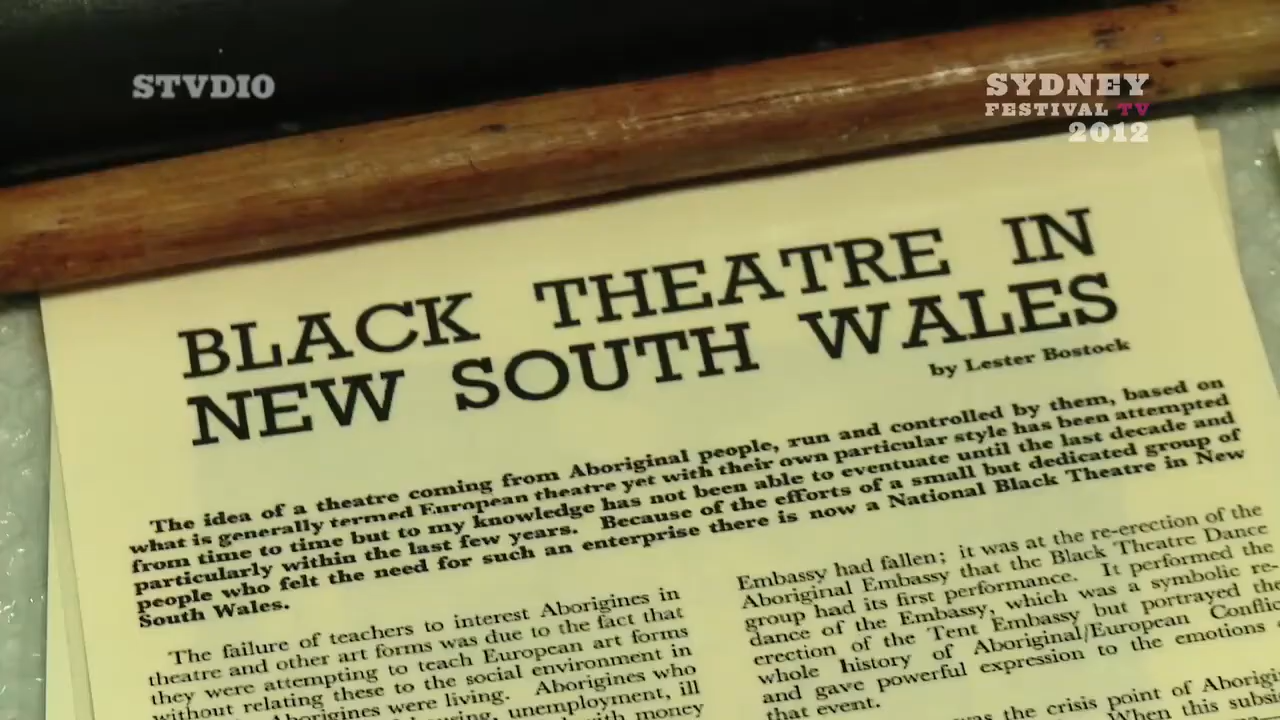 STVDIO
SYDNEY
FESTIVAL TV
2012
BLACK THEATRE IN
NEW SOUTH WALES
by Lester Bostock
The idea of a theatre coming from Aboriginal people, run and controlled by them, based on
what is generally termed European theatre yet with their own particular style has been attempted
from time to time but to my knowledge has not been able to eventuate until the last decade and
particularly within the last few years. Because of the efforts of a small but dedicated group of
people who felt the need for such an enterprise there is now a National Black Theatre in New
South Wales.
The failure of teachers to interest Aborigines in
theatre and other art forms was due to the fact that
they were attempting to teach European art forms
without relating these to the social environment in
Aborigines were living. Aborigines who
unemployment, ill
with money
Embassy had fallen; it was at the re-erection of the
Aboriginal Embassy that the Black Theatre Dance
group had its first performance. It performed the
dance of the Embassy, which was a symbolic re-
erection of the Tent Embassy but portrayed the
whole history of Aboriginal/European
and gave powerful expression to the emotions
that event.
was the crisis point of
When this